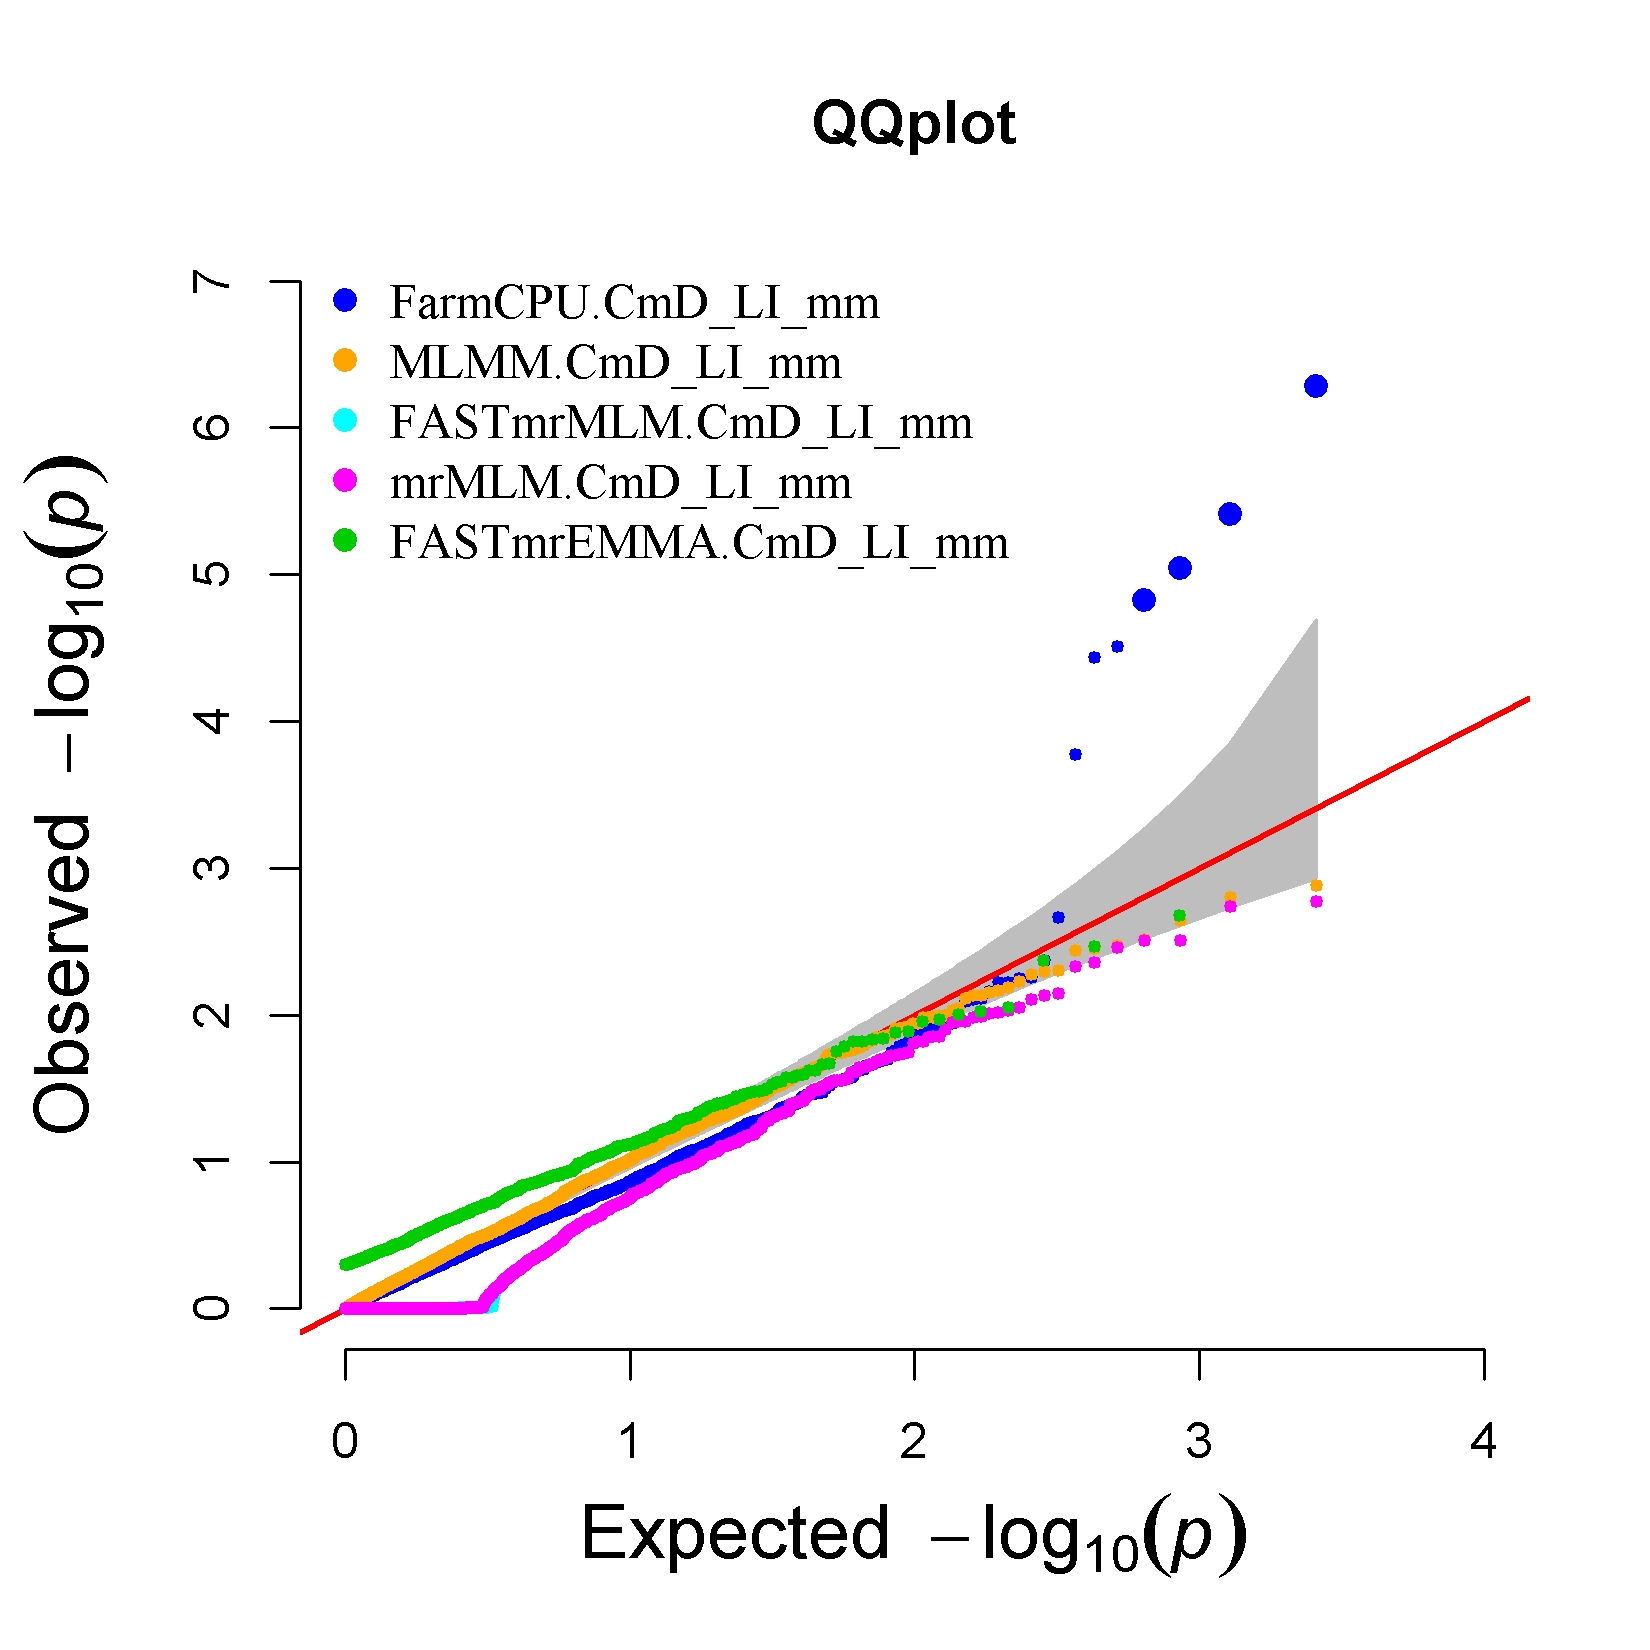 QQplot
FarmCPU.CmD_LI_mm
MLMM.CmD_LI_mm
FASTmrMLM.CmD_LI_mm
mrMLM.CmD_LI_mm
FASTmrEMMA.CmD_LI_mm
Observed −log₁₀(p)
7
6
5
4
3
2
1
0
0 1 2 3 4
Expected −log₁₀(p)